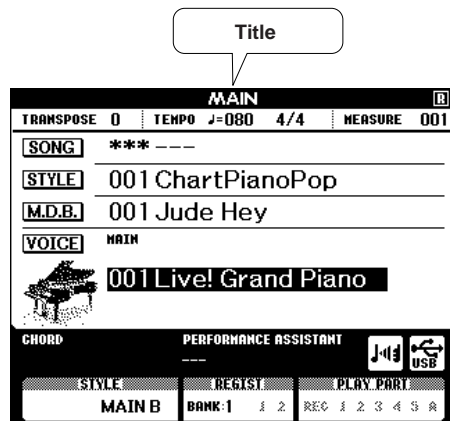 Title
MAIN R
TRANSPOSE 0 TEMPO ♩=080 4/4 MEASURE 001
SONG *** ---
STYLE 001 ChartPianoPop
M.D.B. 001 Jude Hey
VOICE MAIN
001 Live! Grand Piano
CHORD PERFORMANCE ASSISTANT
---
USB
STYLE REGIST PLAY PART
MAIN B BANK:1 1 2 REC 1 2 3 4 5 A